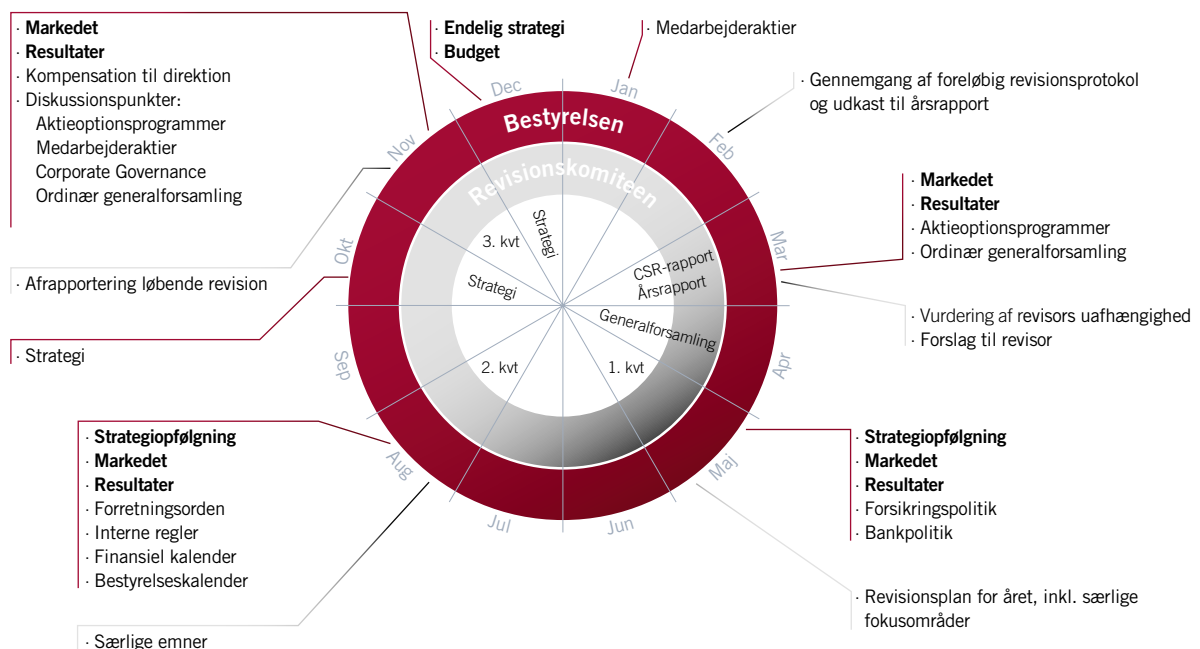 · Markedet
· Resultater
· Kompensation til direktion
· Diskussionspunkter:
Aktieoptionsprogrammer
Medarbejderaktier
Corporate Governance
Ordinær generalforsamling
· Endelig strategi
· Budget
· Medarbejderaktier
· Gennemgang af foreløbig revisionsprotokol
og udkast til årsrapport
· Markedet
· Resultater
· Aktieoptionsprogrammer
· Ordinær generalforsamling
· Vurdering af revisors uafhængighed
· Forslag til revisor
· Strategiopfølgning
· Markedet
· Resultater
· Forsikringspolitik
· Bankpolitik
· Revisionsplan for året, inkl. særlige
fokusområder
· Særlige emner
· Strategiopfølgning
· Markedet
· Resultater
· Forretningsorden
· Interne regler
· Finansiel kalender
· Bestyrelseskalender
· Strategi
· Afrapportering løbende revision
Jan
Feb
Mar
Apr
Maj
Jun
Jul
Aug
Sep
Okt
Nov
Dec
Bestyrelsen
Revisionskomiteen
Strategi
3. kvt
Strategi
2. kvt
1. kvt
Generalforsamling
CSR-rapport
Årsrapport